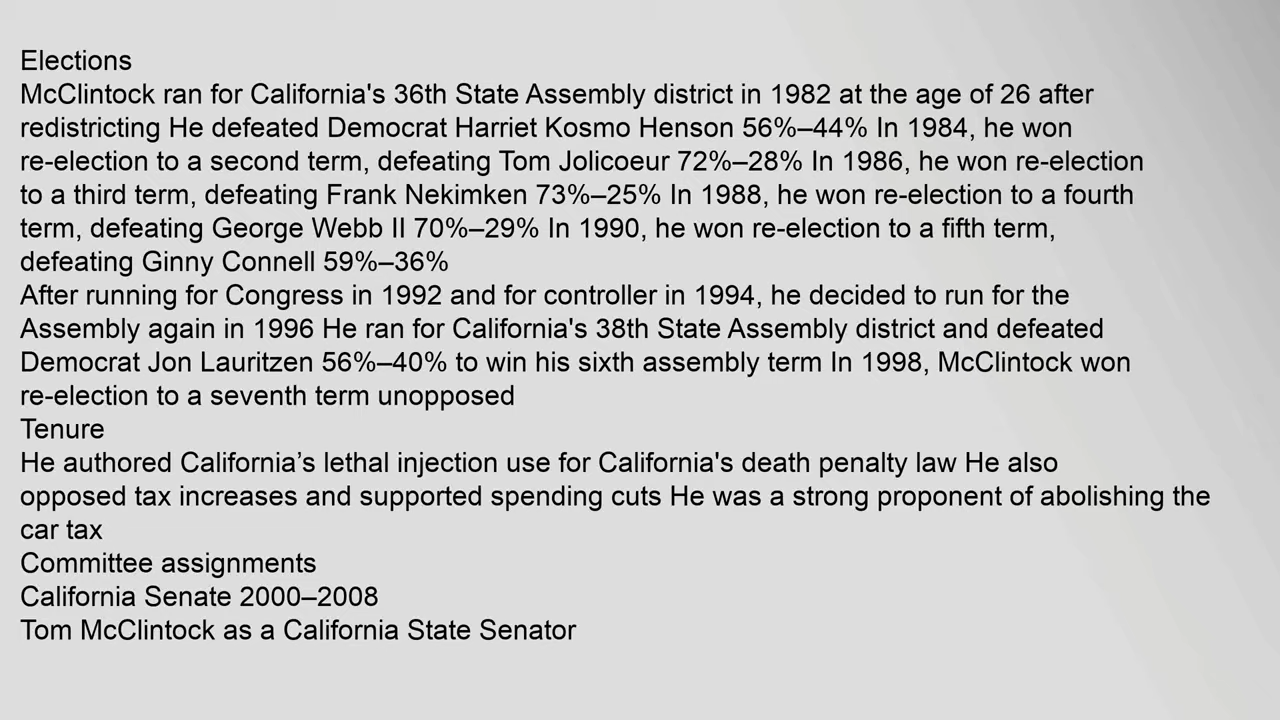 Elections
McClintock ran for California's 36th State Assembly district in 1982 at the age of 26 after
redistricting He defeated Democrat Harriet Kosmo Henson 56%–44% In 1984, he won
re-election to a second term, defeating Tom Jolicoeur 72%–28% In 1986, he won re-election
to a third term, defeating Frank Nekimken 73%–25% In 1988, he won re-election to a fourth
term, defeating George Webb II 70%–29% In 1990, he won re-election to a fifth term,
defeating Ginny Connell 59%–36%
After running for Congress in 1992 and for controller in 1994, he decided to run for the
Assembly again in 1996 He ran for California's 38th State Assembly district and defeated
Democrat Jon Lauritzen 56%–40% to win his sixth assembly term In 1998, McClintock won
re-election to a seventh term unopposed
Tenure
He authored California’s lethal injection use for California's death penalty law He also
opposed tax increases and supported spending cuts He was a strong proponent of abolishing the
car tax
Committee assignments
California Senate 2000–2008
Tom McClintock as a California State Senator